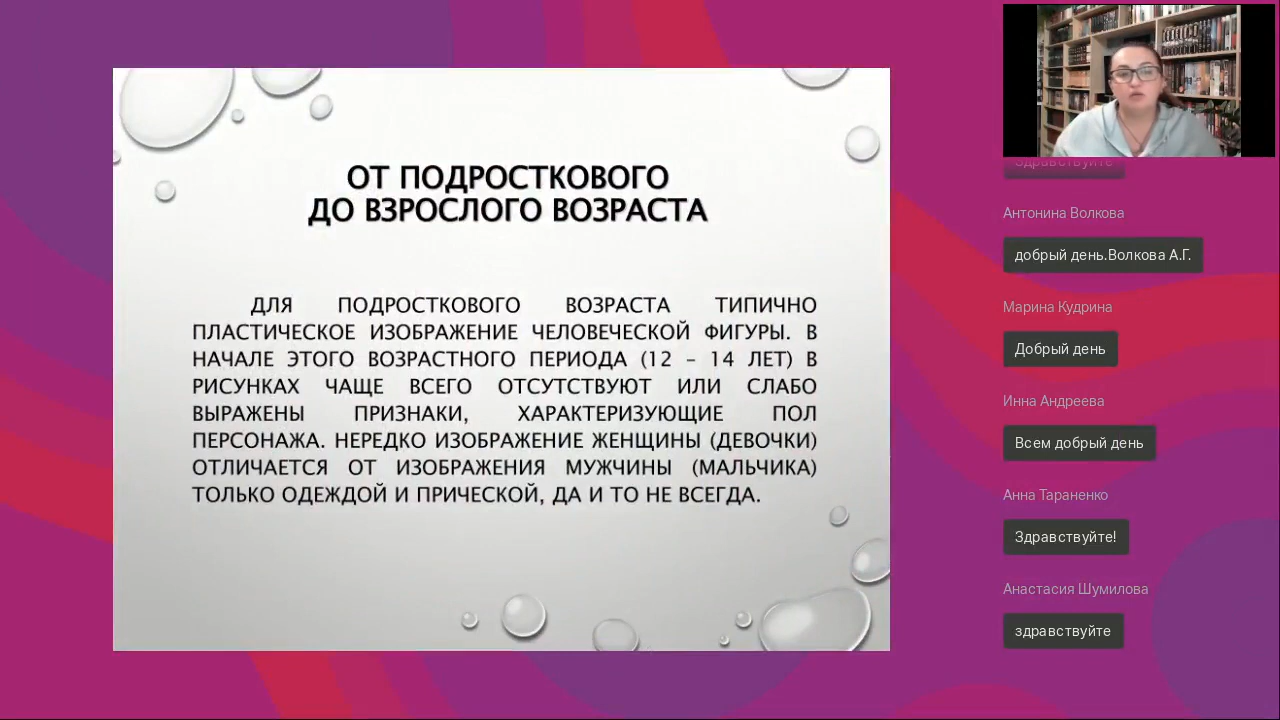 ОТ ПОДРОСТКОВОГО
ДО ВЗРОСЛОГО ВОЗРАСТА
ДЛЯ ПОДРОСТКОВОГО ВОЗРАСТА ТИПИЧНО
ПЛАСТИЧЕСКОЕ ИЗОБРАЖЕНИЕ ЧЕЛОВЕЧЕСКОЙ ФИГУРЫ. В
НАЧАЛЕ ЭТОГО ВОЗРАСТНОГО ПЕРИОДА (12 – 14 ЛЕТ) В
РИСУНКАХ ЧАЩЕ ВСЕГО ОТСУТСТВУЮТ ИЛИ СЛАБО
ВЫРАЖЕНЫ ПРИЗНАКИ, ХАРАКТЕРИЗУЮЩИЕ ПОЛ
ПЕРСОНАЖА. НЕРЕДКО ИЗОБРАЖЕНИЕ ЖЕНЩИНЫ (ДЕВОЧКИ)
ОТЛИЧАЕТСЯ ОТ ИЗОБРАЖЕНИЯ МУЖЧИНЫ (МАЛЬЧИКА)
ТОЛЬКО ОДЕЖДОЙ И ПРИЧЕСКОЙ, ДА И ТО НЕ ВСЕГДА.
здравствуйте
Антонина Волкова
добрый день.Волкова А.Г.
Марина Кудрина
Добрый день
Инна Андреева
Всем добрый день
Анна Тараненко
Здравствуйте!
Анастасия Шумилова
здравствуйте